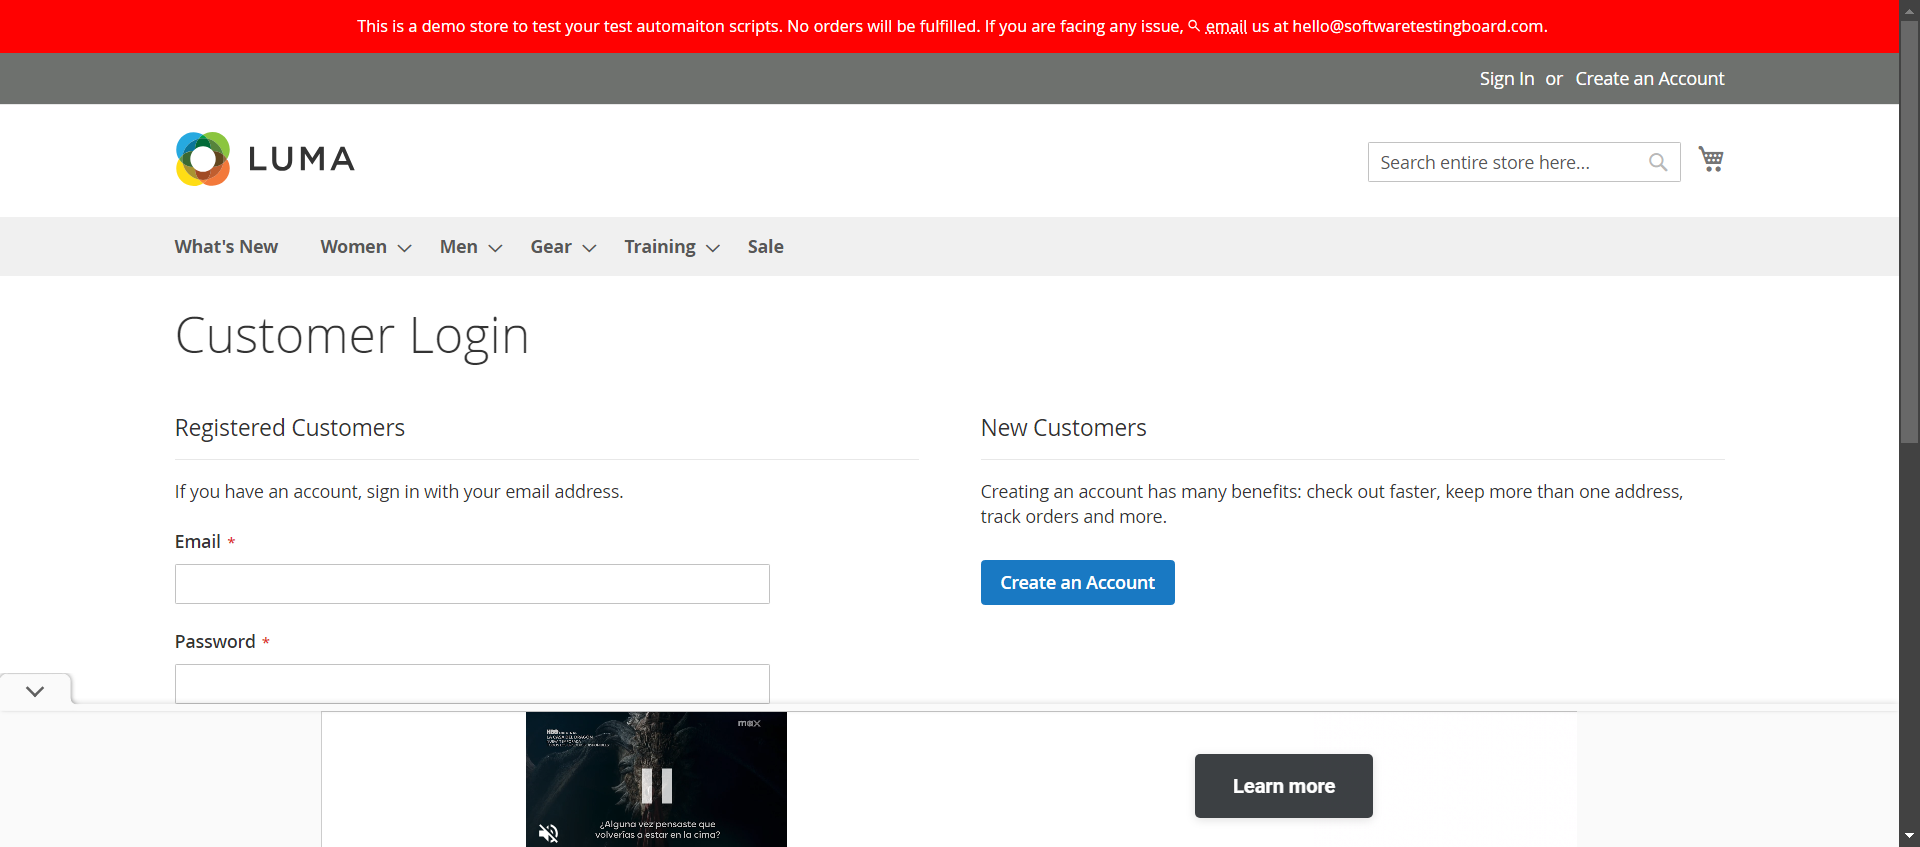 This is a demo store to test your test automaiton scripts. No orders will be fulfilled. If you are facing any issue, email us at hello@softwaretestingboard.com.
Sign In or Create an Account
LUMA
Search entire store here...
What's New Women Men Gear Training Sale
Customer Login
Registered Customers
If you have an account, sign in with your email address.
Email *
Password *
New Customers
Creating an account has many benefits: check out faster, keep more than one address,
track orders and more.
Create an Account
max
LA CASA DEL DRAGÓN
¿Alguna vez pensaste que
volverías a estar en la cima?
Learn more